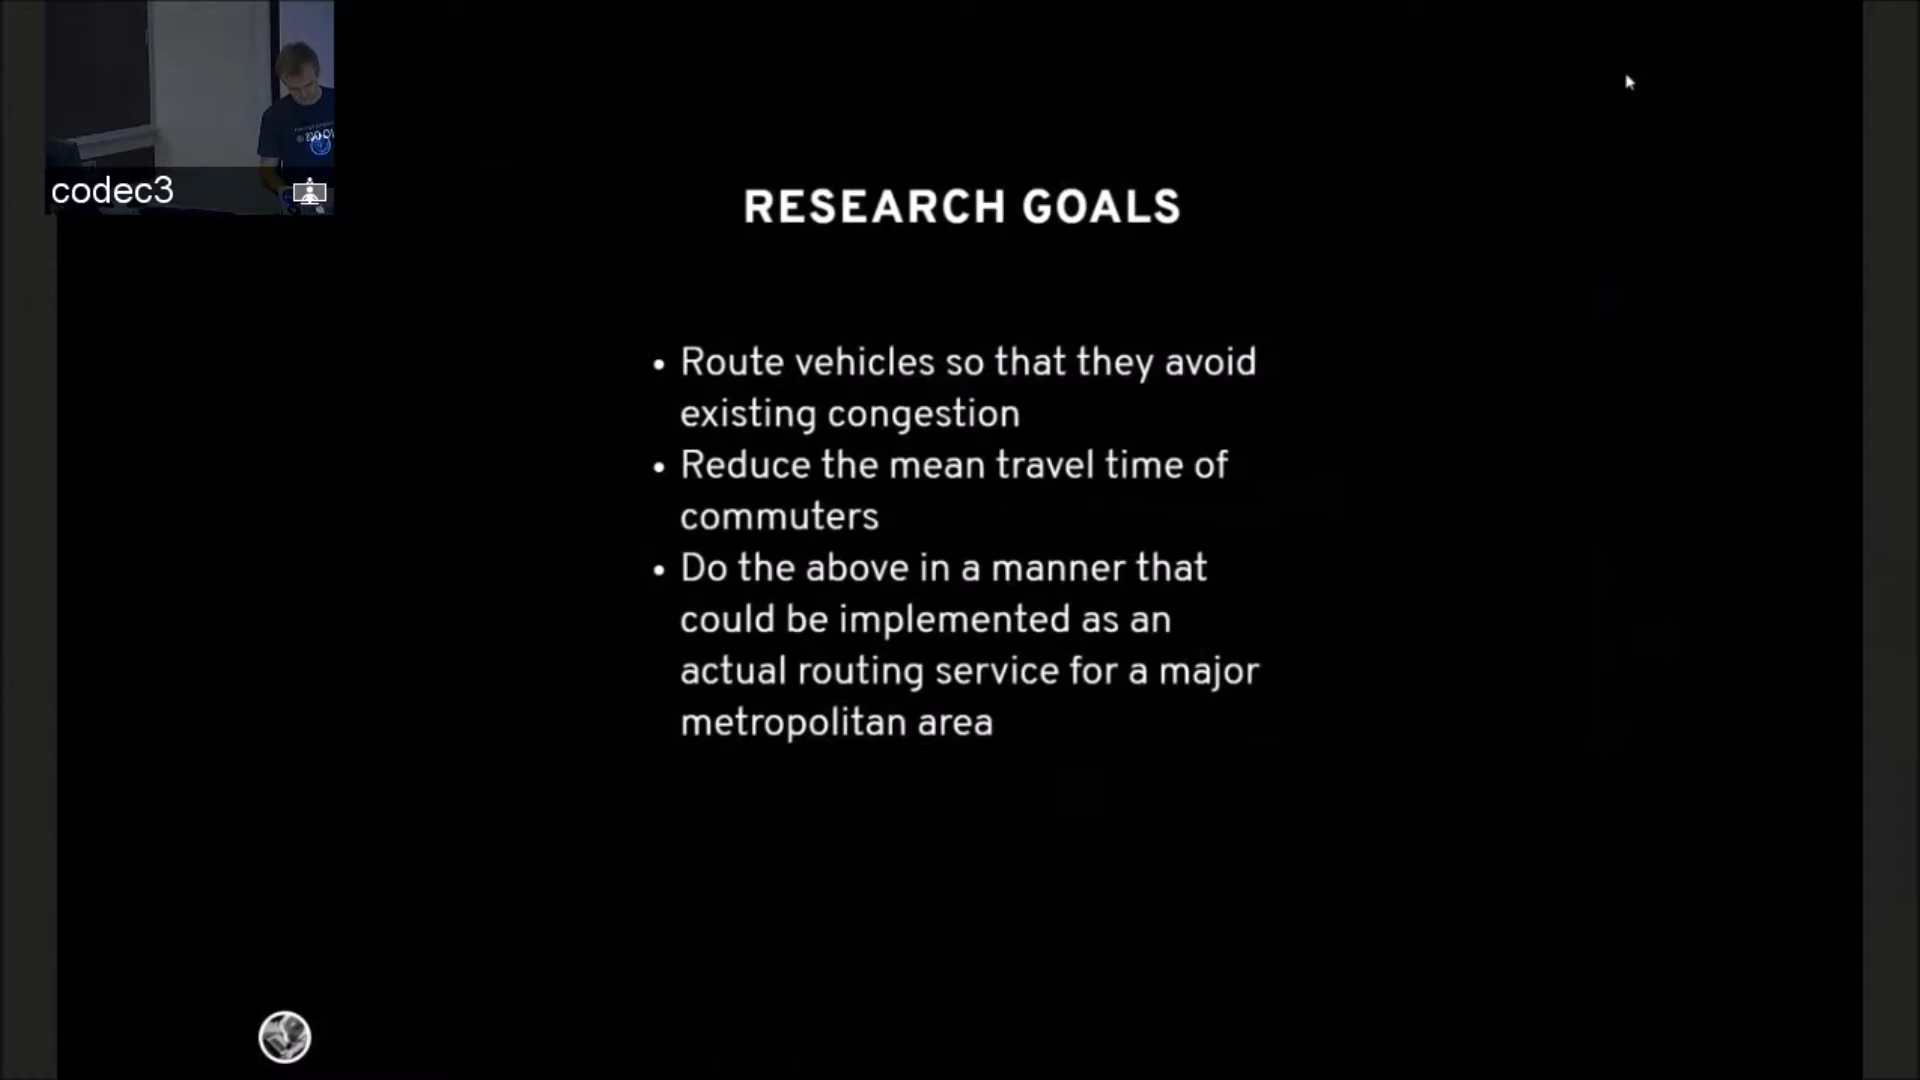 codec3
RESEARCH GOALS
• Route vehicles so that they avoid
existing congestion
• Reduce the mean travel time of
commuters
• Do the above in a manner that
could be implemented as an
actual routing service for a major
metropolitan area